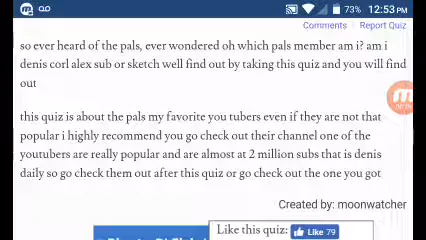 73% 12:53 PM
Comments Report Quiz
so ever heard of the pals, ever wondered oh which pals member am i? am i
denis corl alex sub or sketch well find out by taking this quiz and you will find
out
this quiz is about the pals my favorite you tubers even if they are not that
popular i highly recommend you go check out their channel one of the
youtubers are really popular and are almost at 2 million subs that is denis
daily so go check them out after this quiz or go check out the one you got
Created by: moonwatcher
Like this quiz: Like 79